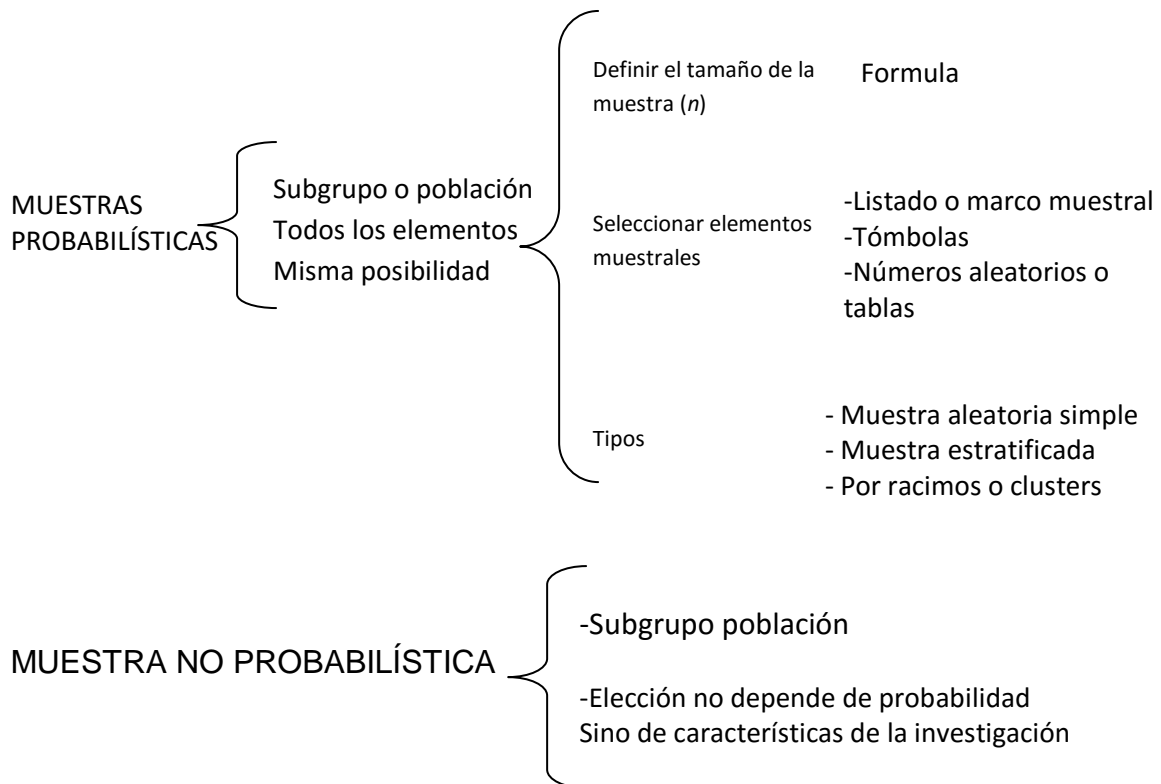 MUESTRAS
PROBABILÍSTICAS
Subgrupo o población
Todos los elementos
Misma posibilidad
Definir el tamaño de la
muestra (n)
Formula
Seleccionar elementos
muestrales
-Listado o marco muestral
-Tómbolas
-Números aleatorios o
tablas
Tipos
- Muestra aleatoria simple
- Muestra estratificada
- Por racimos o clusters
MUESTRA NO PROBABILÍSTICA
-Subgrupo población
-Elección no depende de probabilidad
Sino de características de la investigación